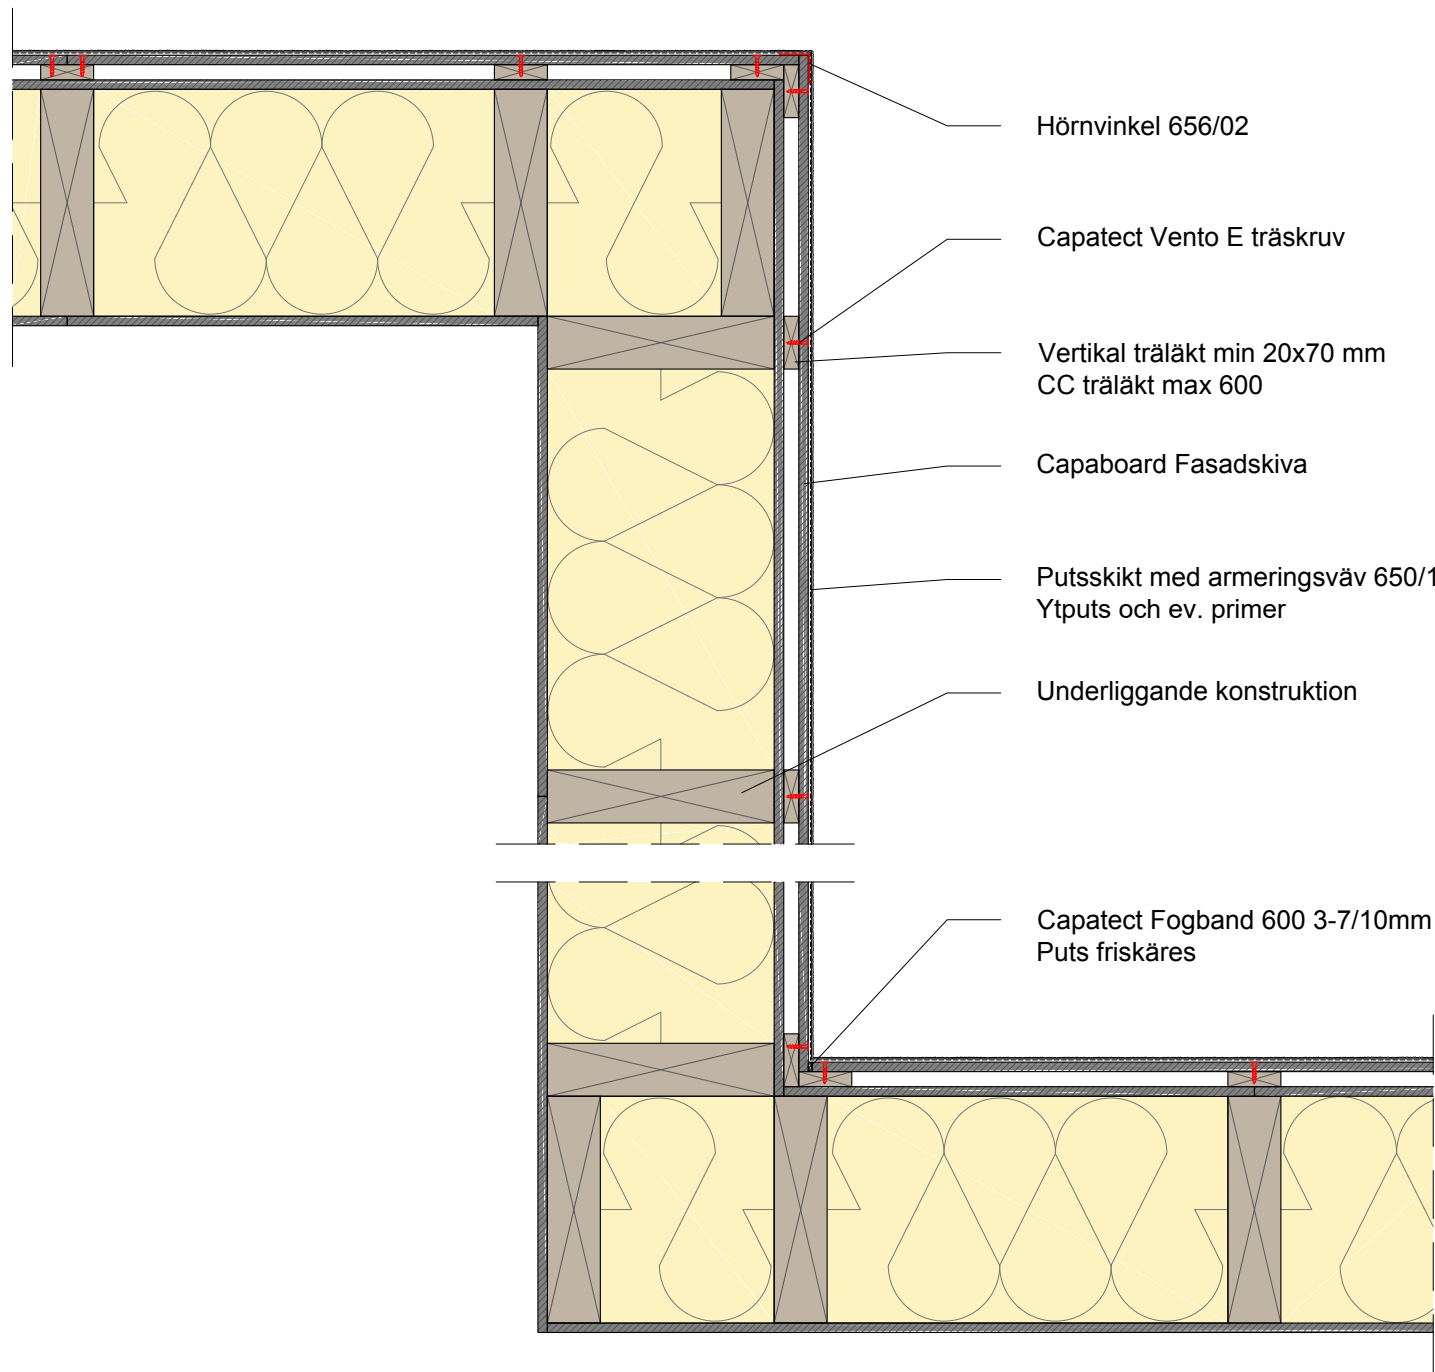 Hörnvinkel 656/02
Capatect Vento E träskruv
Vertikal träläkt min 20x70 mm
CC träläkt max 600
Capaboard Fasadskiva
Putsskikt med armeringsväv 650/1
Ytputs och ev. primer
Underliggande konstruktion
Capatect Fogband 600 3-7/10mm
Puts friskäres